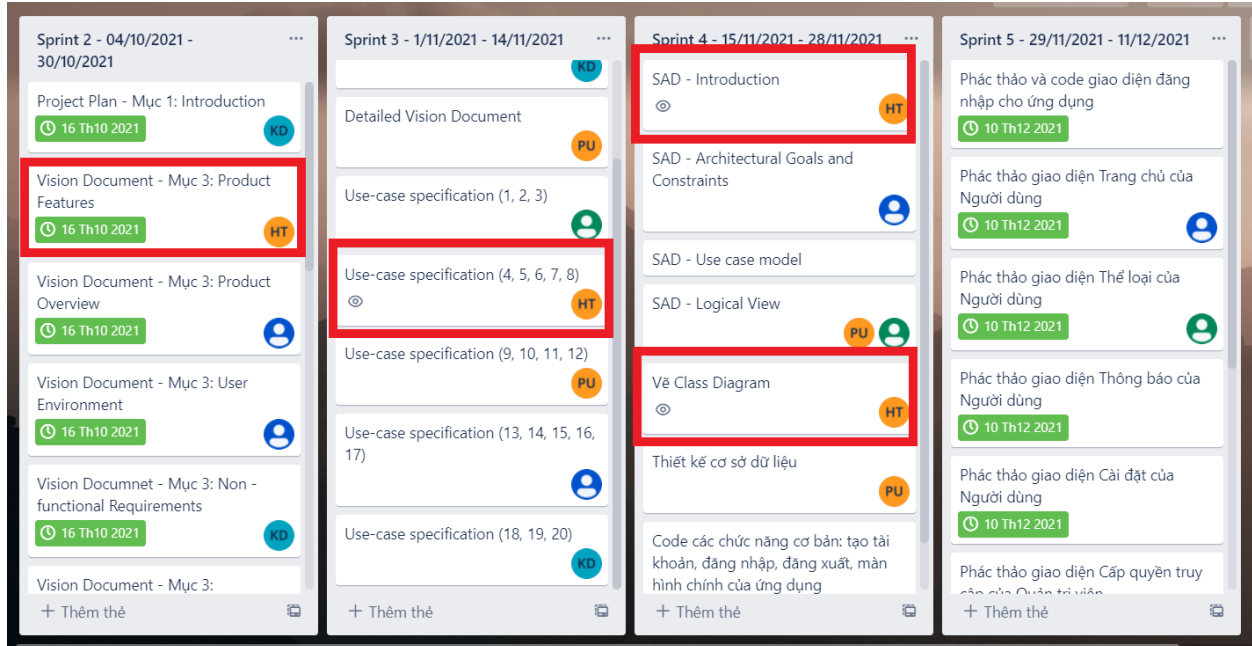 Sprint 2 - 04/10/2021 -
30/10/2021
Project Plan - Mục 1: Introduction
16 Th10 2021
KD
Vision Document - Mục 3: Product
Features
16 Th10 2021
HT
Vision Document - Mục 3: Product
Overview
16 Th10 2021
Vision Document - Mục 3: User
Environment
16 Th10 2021
Vision Documnet - Mục 3: Non -
functional Requirements
16 Th10 2021
KD
Vision Document - Mục 3:
+ Thêm thẻ
Sprint 3 - 1/11/2021 - 14/11/2021
KD
Detailed Vision Document
PU
Use-case specification (1, 2, 3)
Use-case specification (4, 5, 6, 7, 8)
HT
Use-case specification (9, 10, 11, 12)
PU
Use-case specification (13, 14, 15, 16,
17)
Use-case specification (18, 19, 20)
KD
+ Thêm thẻ
Sprint 4 - 15/11/2021 - 28/11/2021
SAD - Introduction
HT
SAD - Architectural Goals and
Constraints
SAD - Use case model
SAD - Logical View
PU
Vẽ Class Diagram
HT
Thiết kế cơ sở dữ liệu
PU
Code các chức năng cơ bản: tạo tài
khoản, đăng nhập, đăng xuất, màn
hình chính của ứng dụng
+ Thêm thẻ
Sprint 5 - 29/11/2021 - 11/12/2021
Phác thảo và code giao diện đăng
nhập cho ứng dụng
10 Th12 2021
Phác thảo giao diện Trang chủ của
Người dùng
10 Th12 2021
Phác thảo giao diện Thể loại của
Người dùng
10 Th12 2021
Phác thảo giao diện Thông báo của
Người dùng
10 Th12 2021
Phác thảo giao diện Cài đặt của
Người dùng
10 Th12 2021
Phác thảo giao diện Cấp quyền truy
cập của Quản trị viên
+ Thêm thẻ